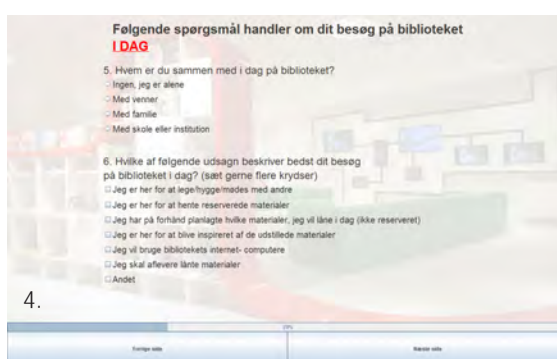 Følgende spørgsmål handler om dit besøg på biblioteket
I DAG
5. Hvem er du sammen med i dag på biblioteket?
Ingen, jeg er alene
Med venner
Med familie
Med skole eller institution
6. Hvilke af følgende udsagn beskriver bedst dit besøg
på biblioteket i dag? (sæt gerne flere krydser)
Jeg er her for at lege/hygge/mødes med andre
Jeg er her for at hente reserverede materialer
Jeg har på forhånd planlagte hvilke materialer, jeg vil låne i dag (ikke reserveret)
Jeg er her for at blive inspireret af de udstillede materialer
Jeg vil bruge bibliotekets internet- computere
Jeg skal aflevere lånte materialer
Andet
4.
Forrige side
Næste side